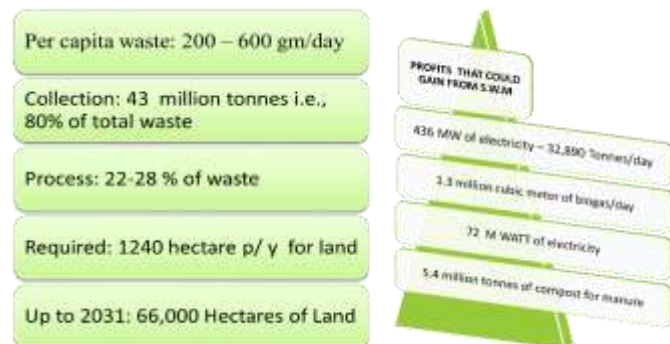 Per capita waste: 200 – 600 gm/day
Collection: 43 million tonnes i.e.,
80% of total waste
Process: 22-28 % of waste
Required: 1240 hectare p/ y for land
Up to 2031: 66,000 Hectares of Land
PROFITS THAT COULD
GAIN FROM S.W.M
436 MW of electricity – 32,890 Tonnes/day
1.3 million cubic meter of biogas/day
72 M WATT of electricity
5.4 million tonnes of compost for manure